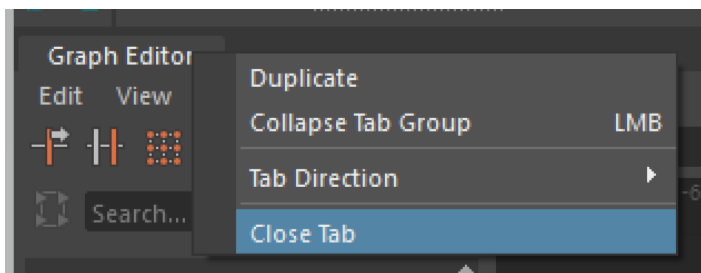 Graph Editor
Edit View
Search...
Duplicate
Collapse Tab Group LMB
Tab Direction
Close Tab